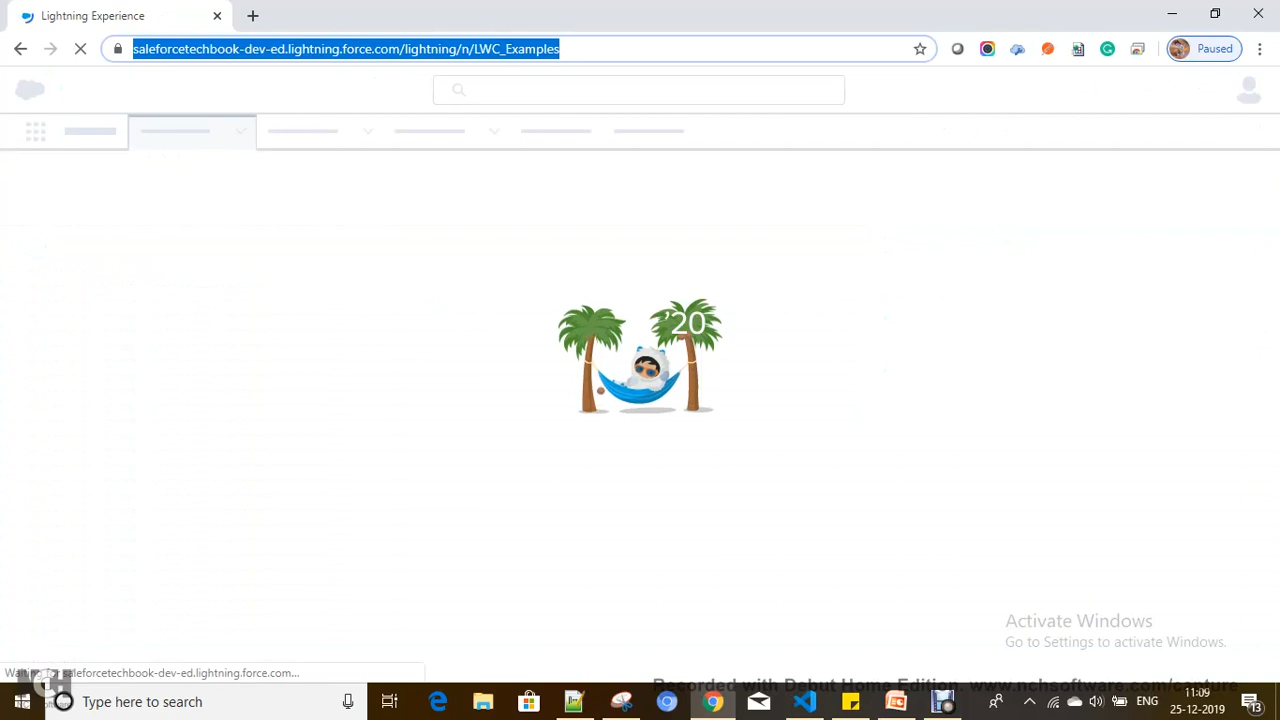 Lightning Experience
saleforcetechbook-dev-ed.lightning.force.com/lightning/n/LWC_Examples
Paused
'20
Activate Windows
Go to Settings to activate Windows.
Waiting for saleforcetechbook-dev-ed.lightning.force.com...
Recorded with Debut Home Edition. www.nchsoftware.com/capture
Type here to search
ENG
11:09
25-12-2019
13